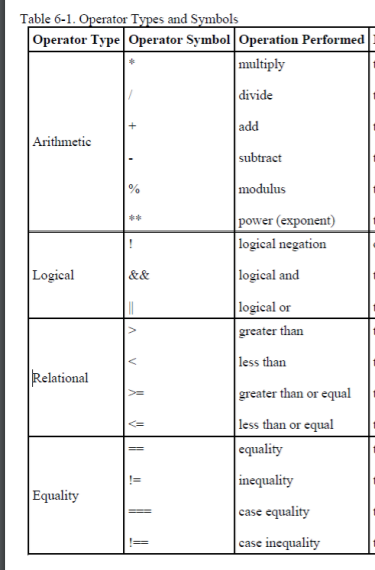 Table 6-1. Operator Types and Symbols
Operator Type Operator Symbol Operation Performed
Arithmetic
* multiply
/ divide
+ add
- subtract
% modulus
** power (exponent)
Logical
! logical negation
&& logical and
|| logical or
Relational
> greater than
< less than
>= greater than or equal
<= less than or equal
Equality
== equality
!= inequality
=== case equality
!== case inequality